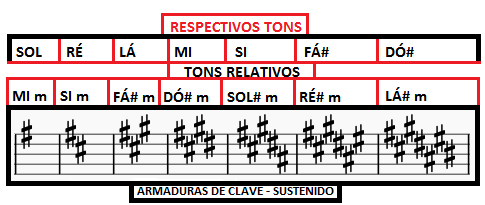 RESPECTIVOS TONS
SOL RÉ LÁ MI SI FÁ# DÓ#
TONS RELATIVOS
MI m SI m FÁ# m DÓ# m SOL# m RÉ# m LÁ# m
ARMADURAS DE CLAVE - SUSTENIDO